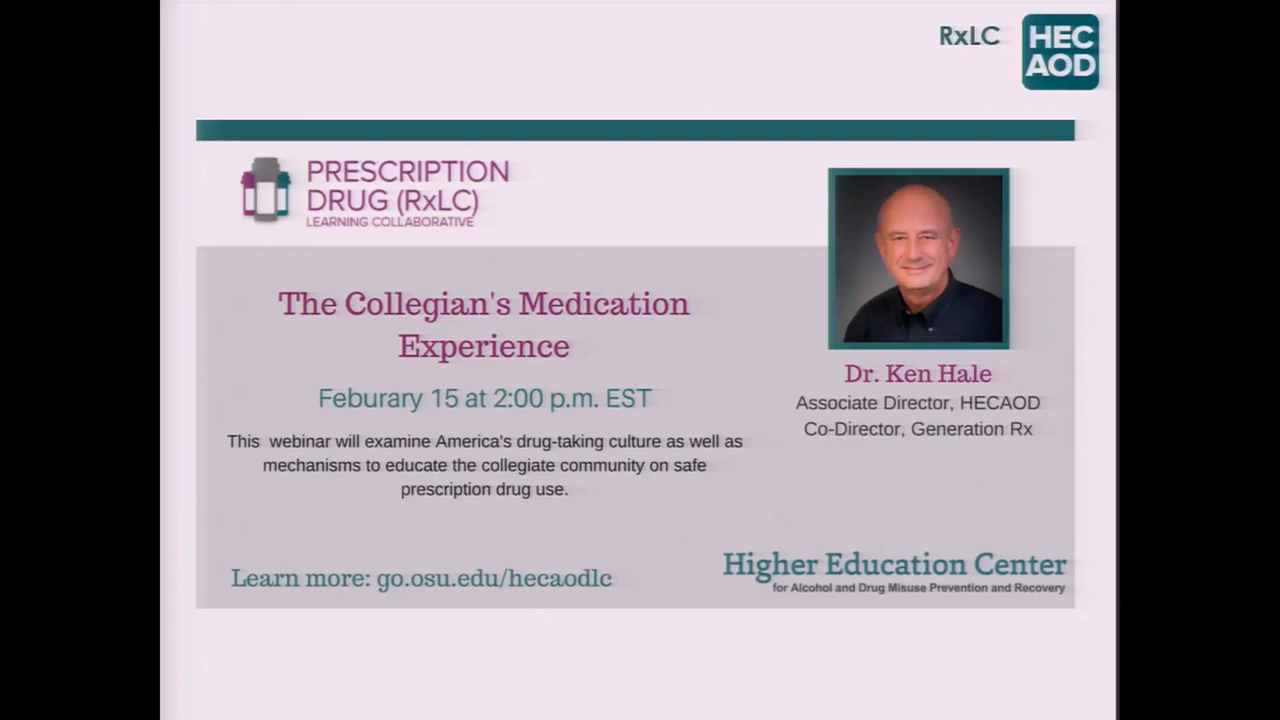 RxLC
HEC
AOD
PRESCRIPTION
DRUG (RxLC)
LEARNING COLLABORATIVE
The Collegian's Medication
Experience
Feburary 15 at 2:00 p.m. EST
This webinar will examine America's drug-taking culture as well as
mechanisms to educate the collegiate community on safe
prescription drug use.
Learn more: go.osu.edu/hecaodlc
Dr. Ken Hale
Associate Director, HECAOD
Co-Director, Generation Rx
Higher Education Center
for Alcohol and Drug Misuse Prevention and Recovery